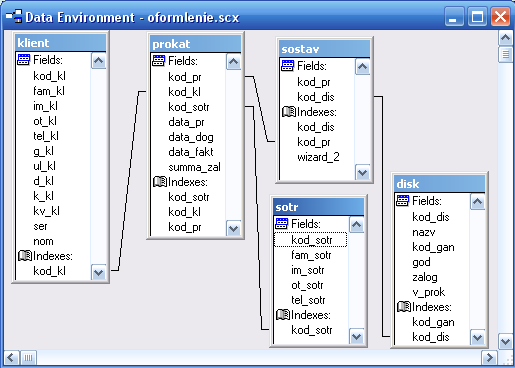 Data Environment - oformlenie.scx
klient
Fields:
kod_kl
fam_kl
im_kl
ot_kl
tel_kl
g_kl
ul_kl
d_kl
k_kl
kv_kl
ser
nom
Indexes:
kod_kl
prokat
Fields:
kod_pr
kod_kl
kod_sotr
data_pr
data_dog
data_fakt
summa_zal
Indexes:
kod_sotr
kod_kl
kod_pr
sostav
Fields:
kod_pr
kod_dis
Indexes:
kod_dis
kod_pr
wizard_2
sotr
Fields:
kod_sotr
fam_sotr
im_sotr
ot_sotr
tel_sotr
Indexes:
kod_sotr
disk
Fields:
kod_dis
nazv
kod_gan
god
zalog
v_prok
Indexes:
kod_gan
kod_dis